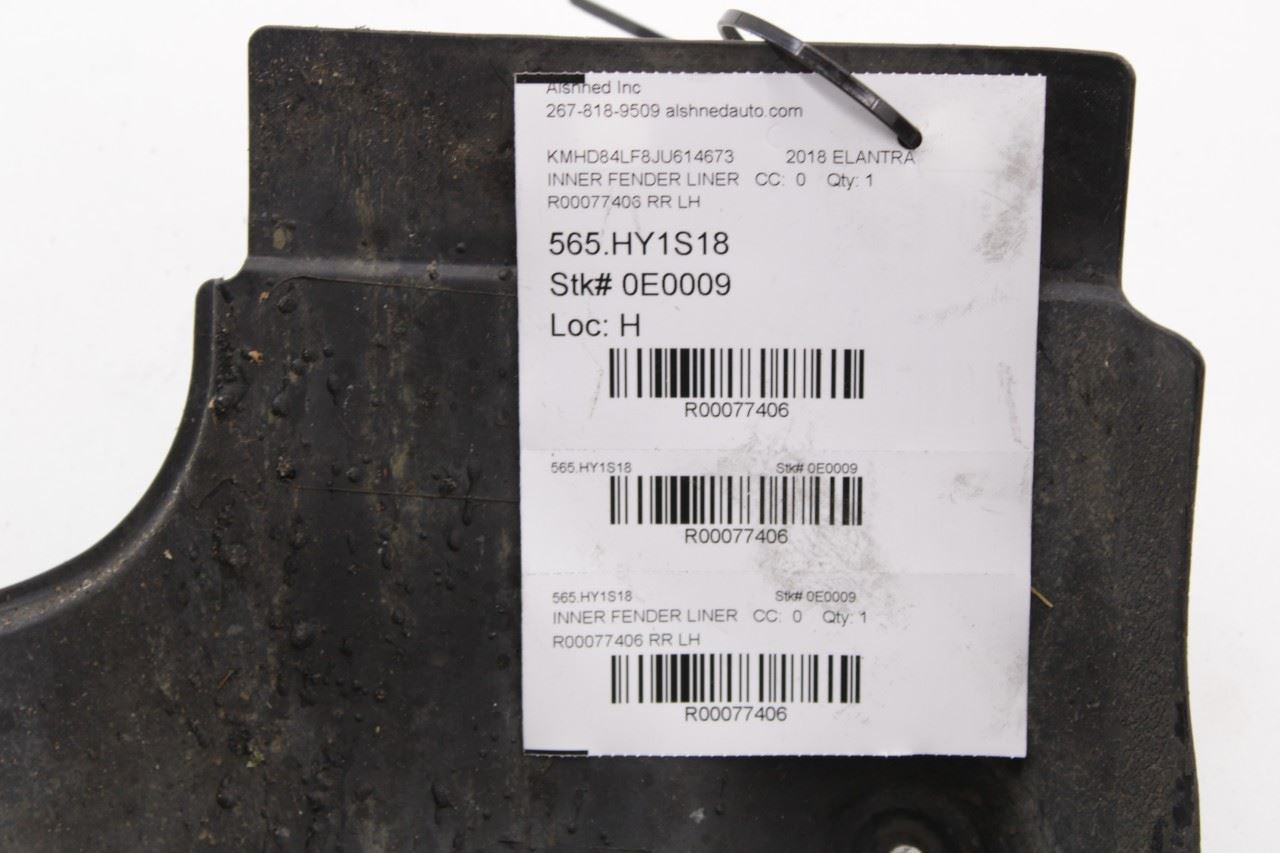 Alshned Inc
267-818-9509 alshnedauto.com
KMHD84LF8JU614673 2018 ELANTRA
INNER FENDER LINER CC: 0 Qty: 1
R00077406 RR LH
565.HY1S18
Stk# 0E0009
Loc: H
R00077406
565.HY1S18 Stk# 0E0009
R00077406
565.HY1S18 Stk# 0E0009
INNER FENDER LINER CC: 0 Qty: 1
R00077406 RR LH
R00077406